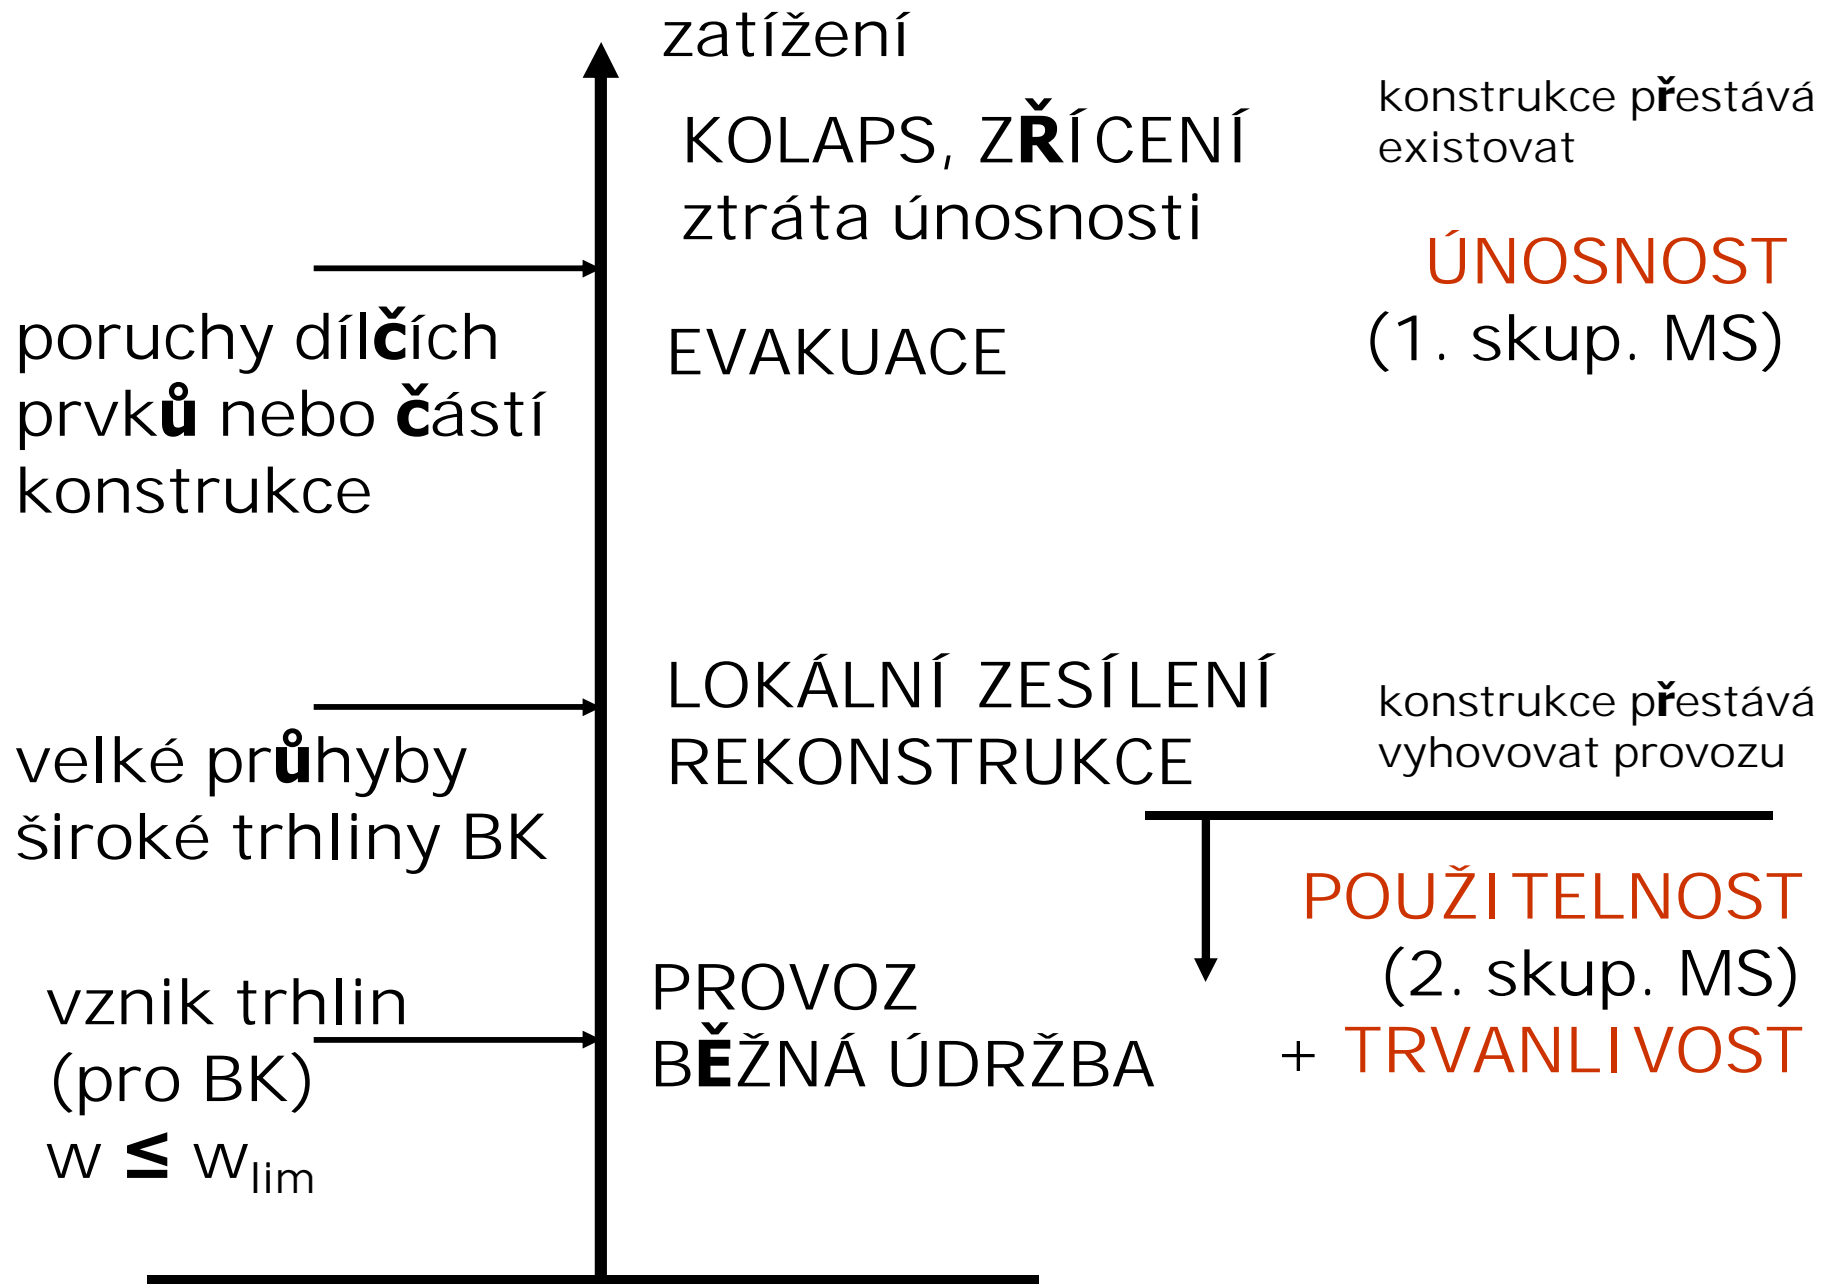 zatížení
KOLAPS, ZŘÍCENÍ
ztráta únosnosti
konstrukce přestává
existovat
ÚNOSNOST
(1. skup. MS)
poruchy dílčích
prvků nebo částí
konstrukce
EVAKUACE
LOKÁLNÍ ZESÍLENÍ
REKONSTRUKCE
konstrukce přestává
vyhovovat provozu
velké průhyby
široké trhliny BK
POUŽITELNOST
(2. skup. MS)
+ TRVANLIVOST
PROVOZ
BĚŽNÁ ÚDRŽBA
vznik trhlin
(pro BK)
w ≤ w_lim